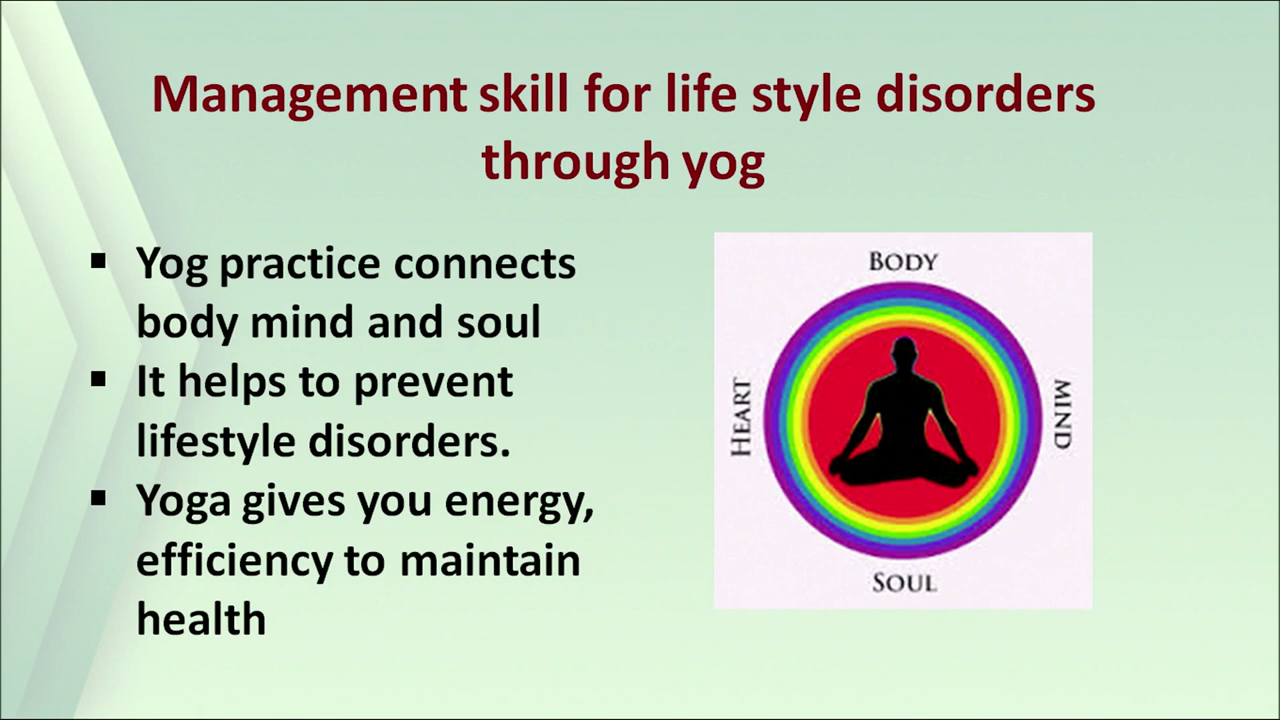 Management skill for life style disorders
through yog
▪ Yog practice connects
body mind and soul
▪ It helps to prevent
lifestyle disorders.
▪ Yoga gives you energy,
efficiency to maintain
health
BODY
HEART
MIND
SOUL